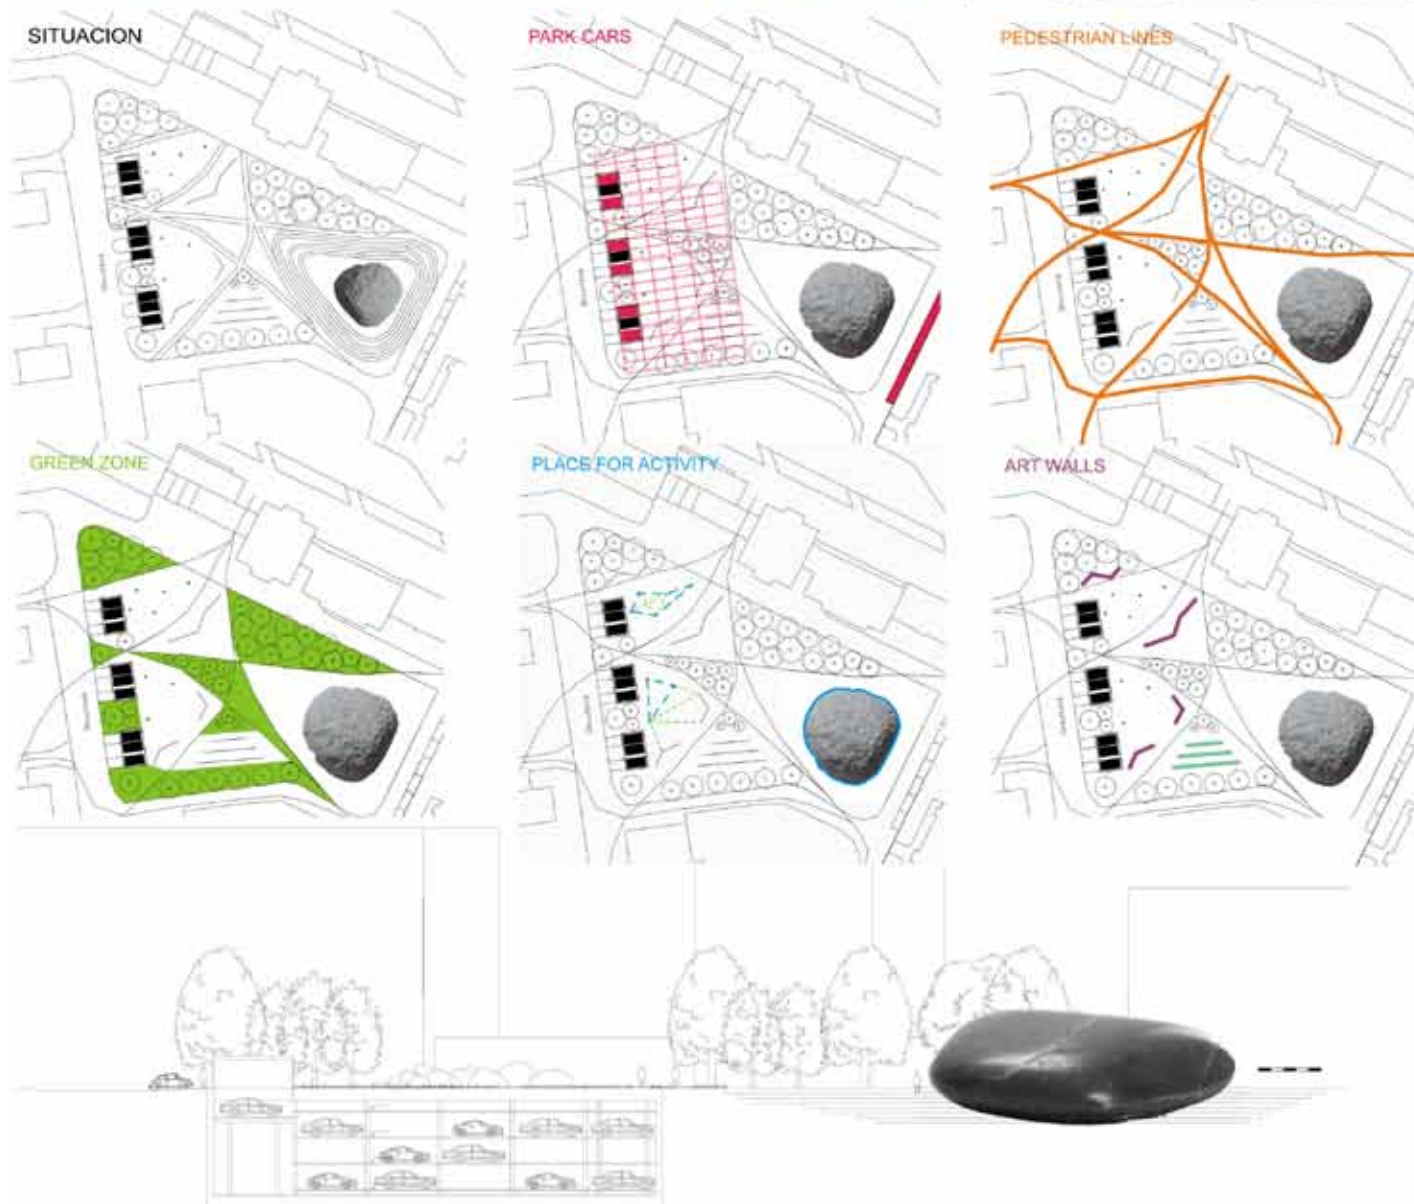 SITUACION
PARK CARS
PEDESTRIAN LINES
GREEN ZONE
PLACE FOR ACTIVITY
ART WALLS